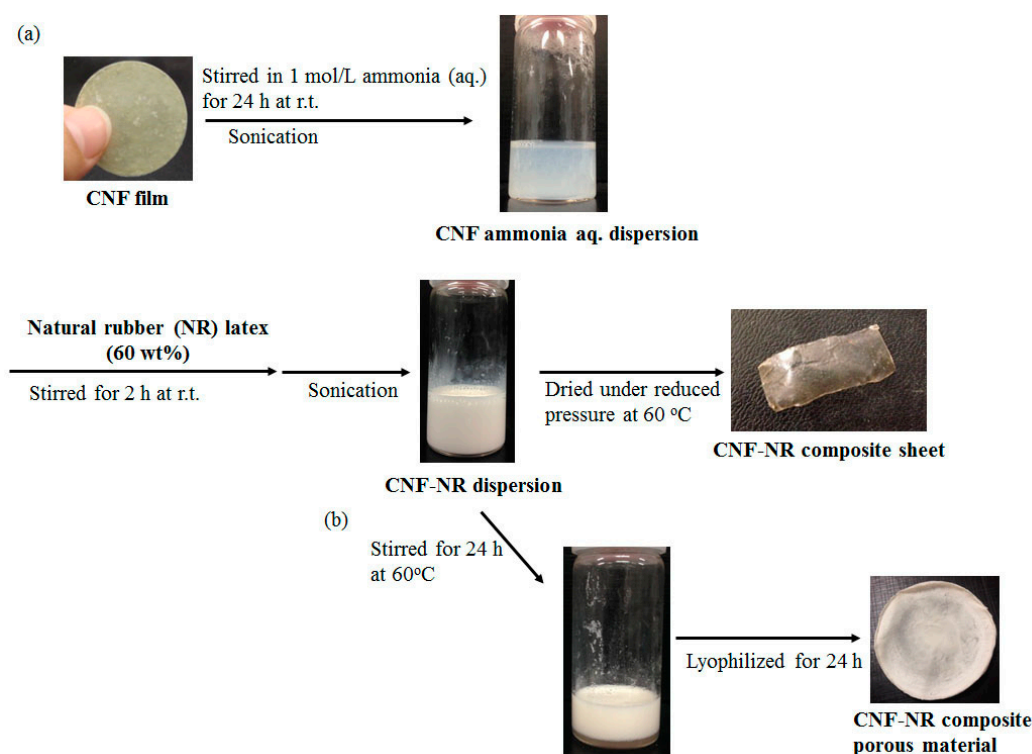 (a)
Stirred in 1 mol/L ammonia (aq.)
for 24 h at r.t.
Sonication
CNF film
CNF ammonia aq. dispersion
Natural rubber (NR) latex
(60 wt%)
Stirred for 2 h at r.t.
Sonication
Dried under reduced
pressure at 60 °C
CNF-NR composite sheet
CNF-NR dispersion
(b)
Stirred for 24 h
at 60°C
Lyophilized for 24 h
CNF-NR composite
porous material